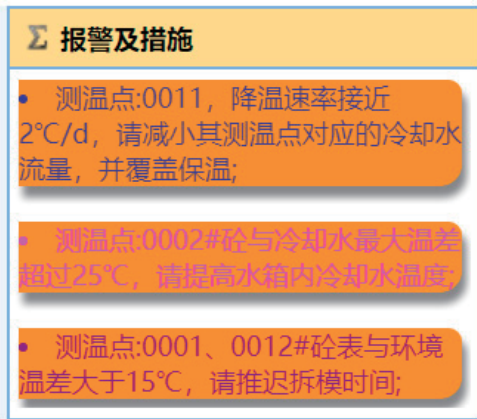 Σ 报警及措施
• 测温点:0011，降温速率接近
2℃/d，请减小其测温点对应的冷却水
流量，并覆盖保温;
• 测温点:0002#砼与冷却水最大温差
超过25℃，请提高水箱内冷却水温度;
• 测温点:0001、0012#砼表与环境
温差大于15℃，请推迟拆模时间;